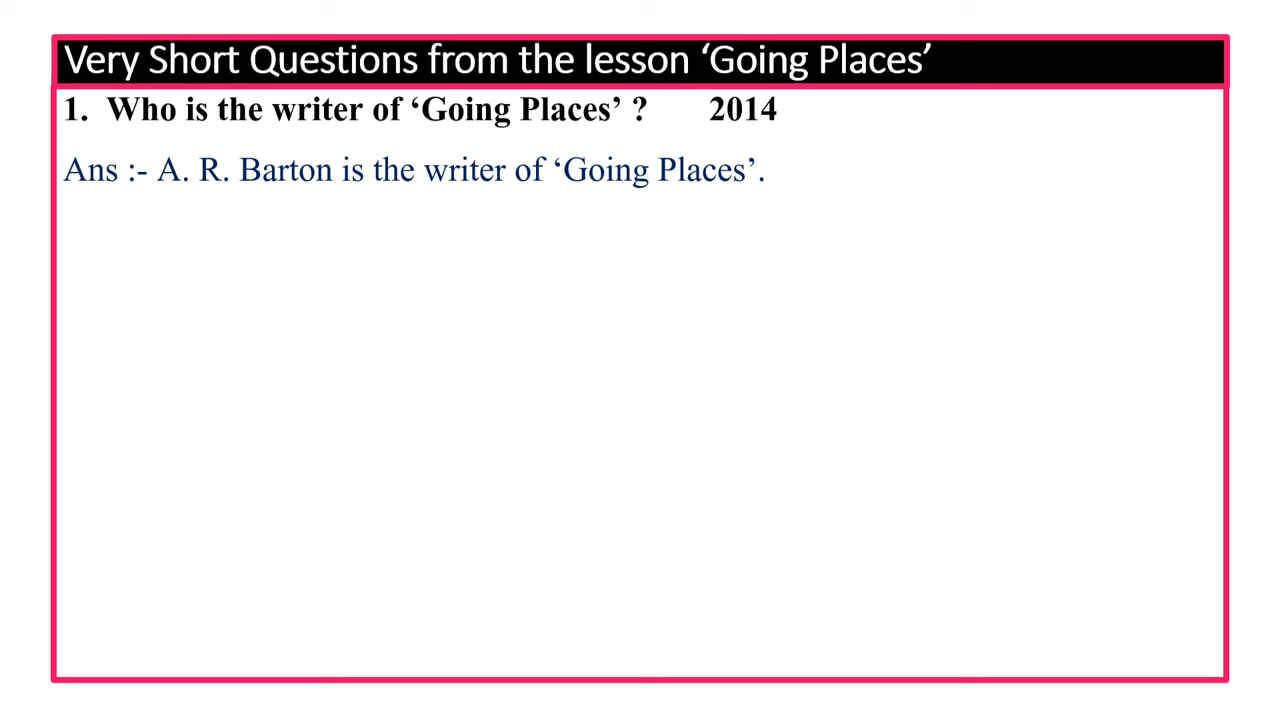 Very Short Questions from the lesson ‘Going Places’
1. Who is the writer of ‘Going Places’ ? 2014
Ans :- A. R. Barton is the writer of ‘Going Places’.